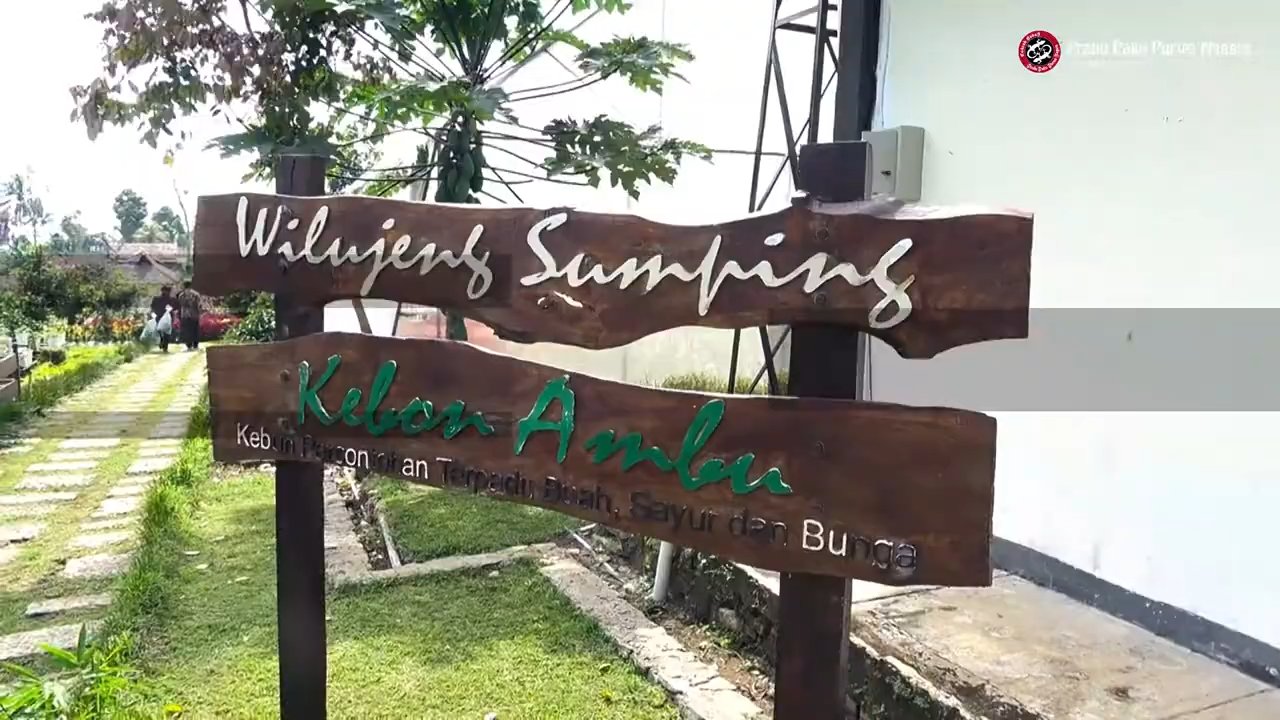 Wilujeng Sumping
Kebon Ambu
Kebun Percontohan Terpadu Buah, Sayur dan Bunga